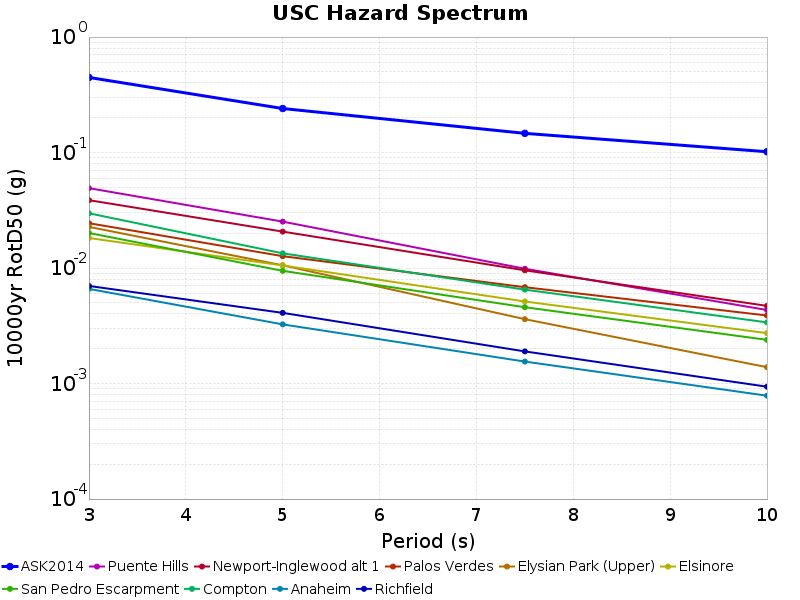 USC Hazard Spectrum
10^0
10^-1
10^-2
10^-3
10^-4
10000yr RotD50 (g)
3 4 5 6 7 8 9 10
Period (s)
ASK2014 Puente Hills Newport-Inglewood alt 1 Palos Verdes Elysian Park (Upper) Elsinore
San Pedro Escarpment Compton Anaheim Richfield